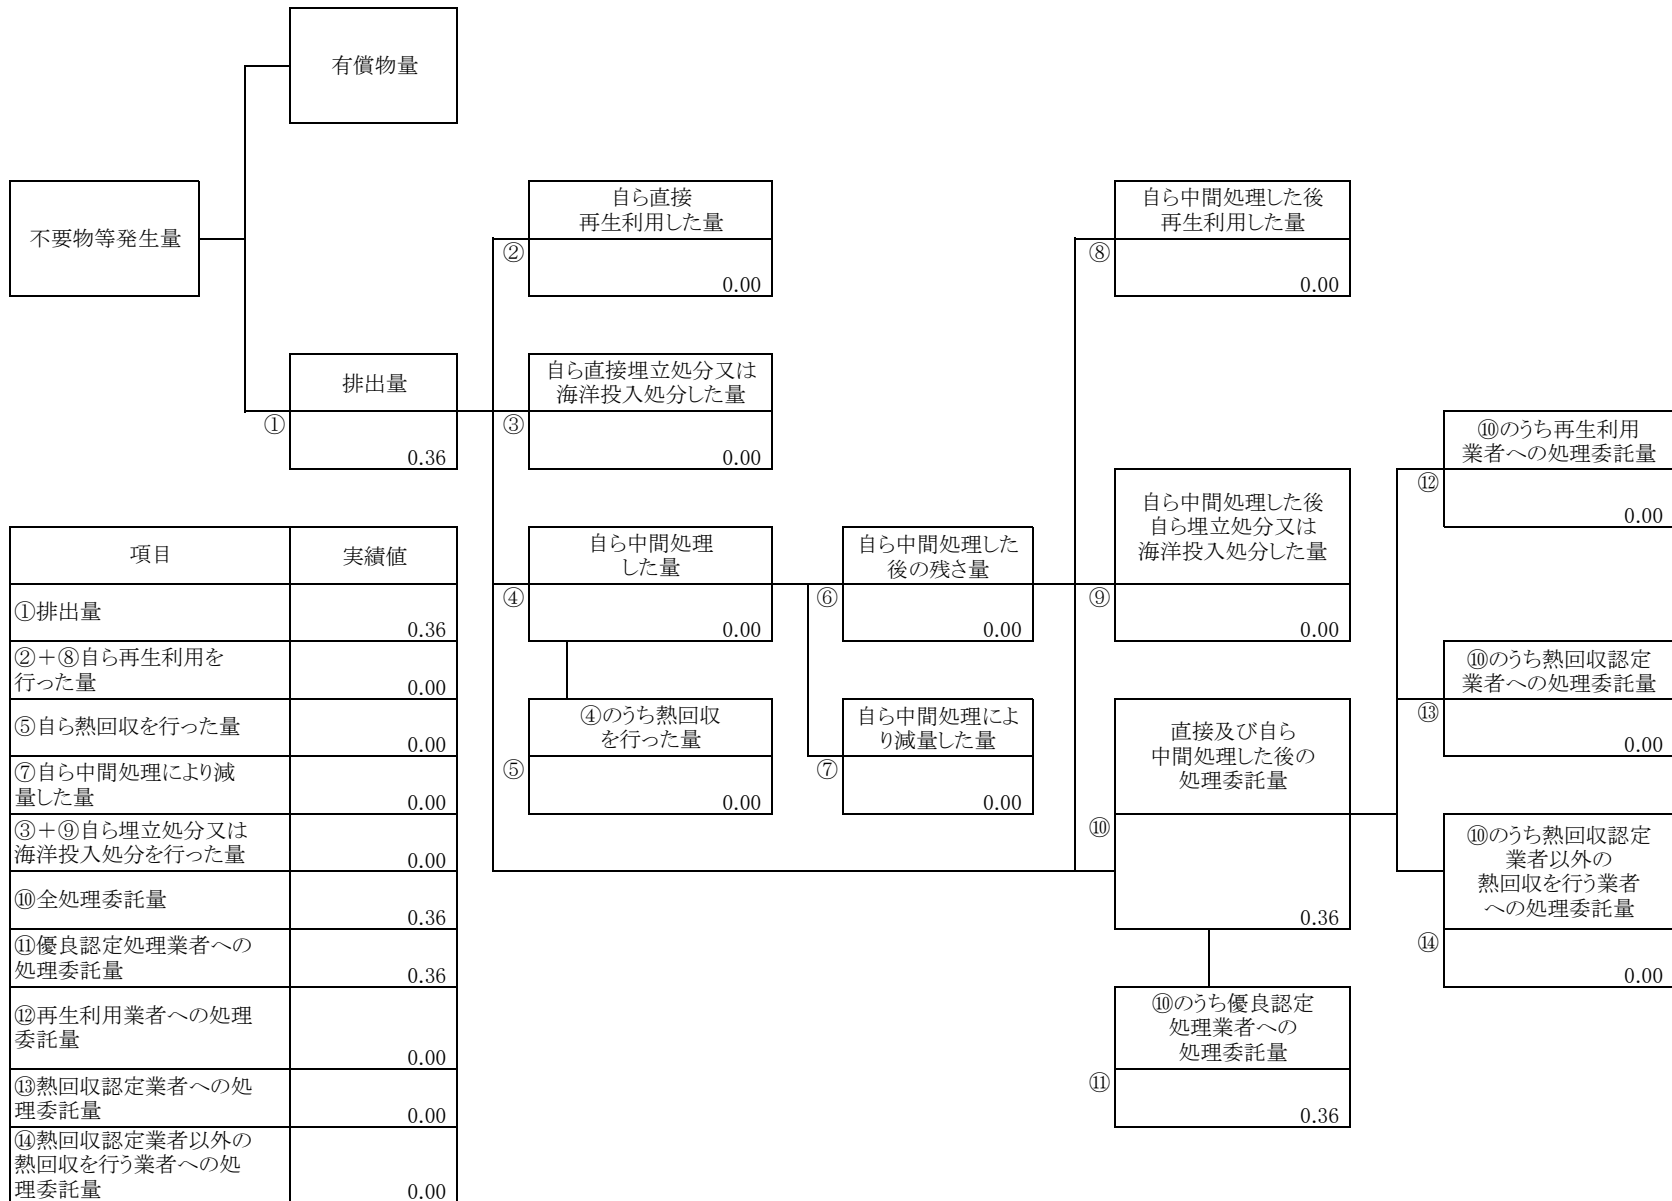 有償物量
不要物等発生量
排出量
①
0.36
自ら直接
再生利用した量
②
0.00
自ら直接埋立処分又は
海洋投入処分した量
③
0.00
自ら中間処理
した量
④
0.00
④のうち熱回収
を行った量
⑤
0.00
自ら中間処理した
後の残さ量
⑥
0.00
自ら中間処理によ
り減量した量
⑦
0.00
自ら中間処理した後
再生利用した量
⑧
0.00
自ら中間処理した後
自ら埋立処分又は
海洋投入処分した量
⑨
0.00
直接及び自ら
中間処理した後の
処理委託量
⑩
0.36
⑩のうち優良認定
処理業者への
処理委託量
⑪
0.36
⑩のうち再生利用
業者への処理委託量
⑫
0.00
⑩のうち熱回収認定
業者への処理委託量
⑬
0.00
⑩のうち熱回収認定
業者以外の
熱回収を行う業者
への処理委託量
⑭
0.00
項目 実績値
①排出量
0.36
②+⑧自ら再生利用を
行った量 0.00
⑤自ら熱回収を行った量
0.00
⑦自ら中間処理により減
量した量 0.00
③+⑨自ら埋立処分又は
海洋投入処分を行った量 0.00
⑩全処理委託量
0.36
⑪優良認定処理業者への
処理委託量 0.36
⑫再生利用業者への処理
委託量
0.00
⑬熱回収認定業者への処
理委託量 0.00
⑭熱回収認定業者以外の
熱回収を行う業者への処
理委託量 0.00